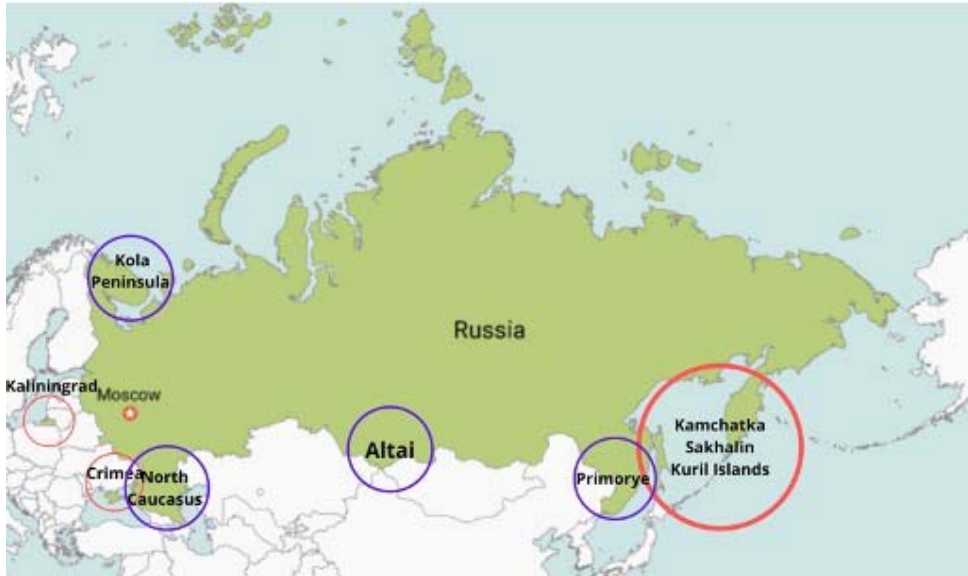 Kola
Peninsula
Russia
Kaliningrad
Moscow
Kamchatka
Sakhalin
Kuril Islands
Altai
Crimea
North
Caucasus
Primorye